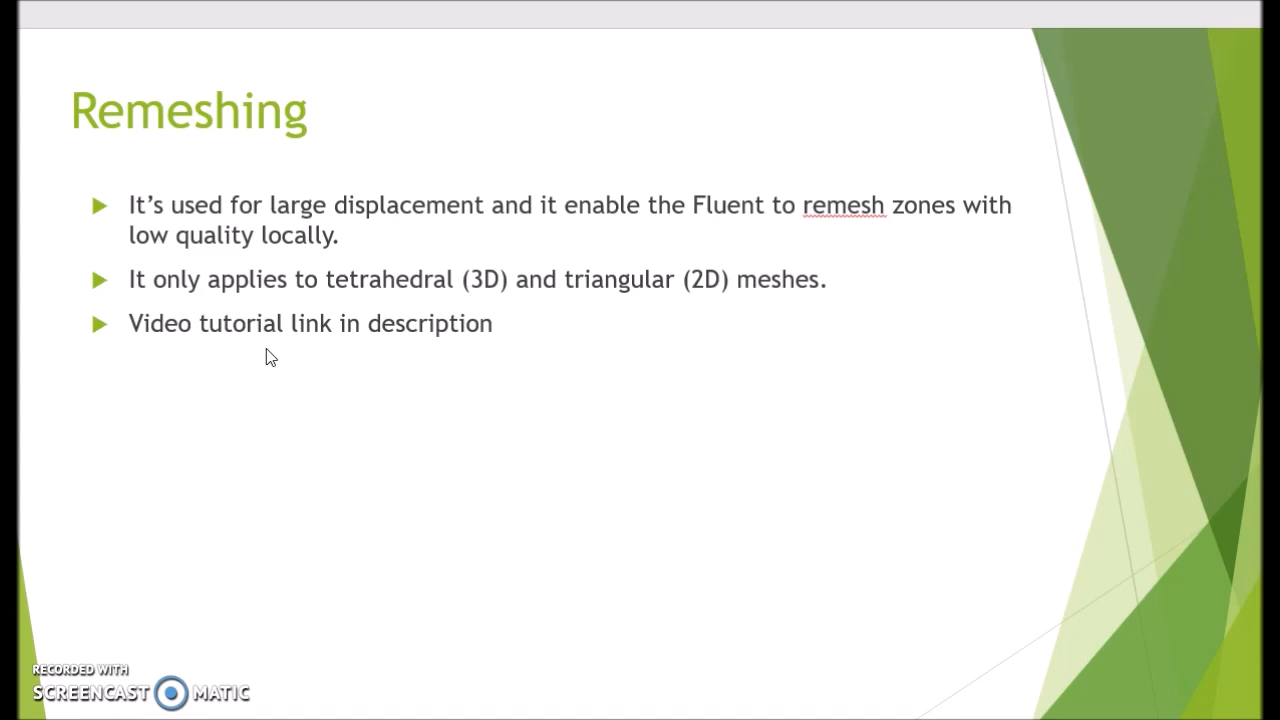 Remeshing
It's used for large displacement and it enable the Fluent to remesh zones with
low quality locally.
It only applies to tetrahedral (3D) and triangular (2D) meshes.
Video tutorial link in description
RECORDED WITH
SCREENCAST MATIC